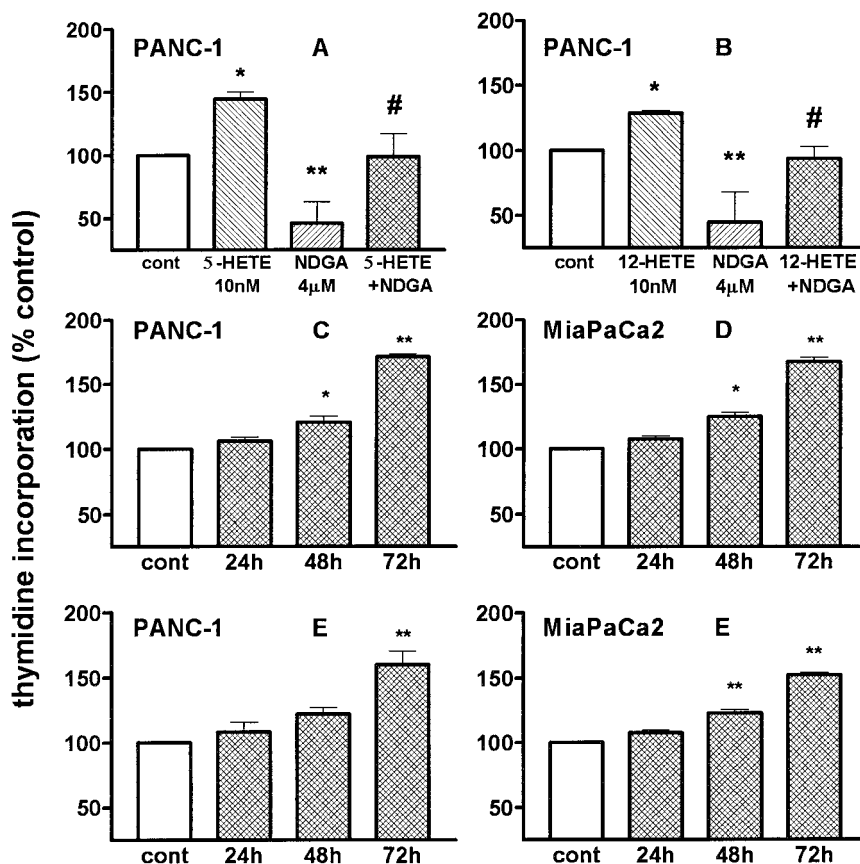 thymidine incorporation (% control)
PANC-1 A
200
150
100
50
*
**
#
cont 5-HETE NDGA 5-HETE
10nM 4µM +NDGA
PANC-1 B
200
150
100
50
*
**
#
cont 12-HETE NDGA 12-HETE
10nM 4µM +NDGA
PANC-1 C
200
150
100
50
*
**
cont 24h 48h 72h
MiaPaCa2 D
200
150
100
50
*
**
cont 24h 48h 72h
PANC-1 E
200
150
100
50
**
cont 24h 48h 72h
MiaPaCa2 E
200
150
100
50
**
**
cont 24h 48h 72h